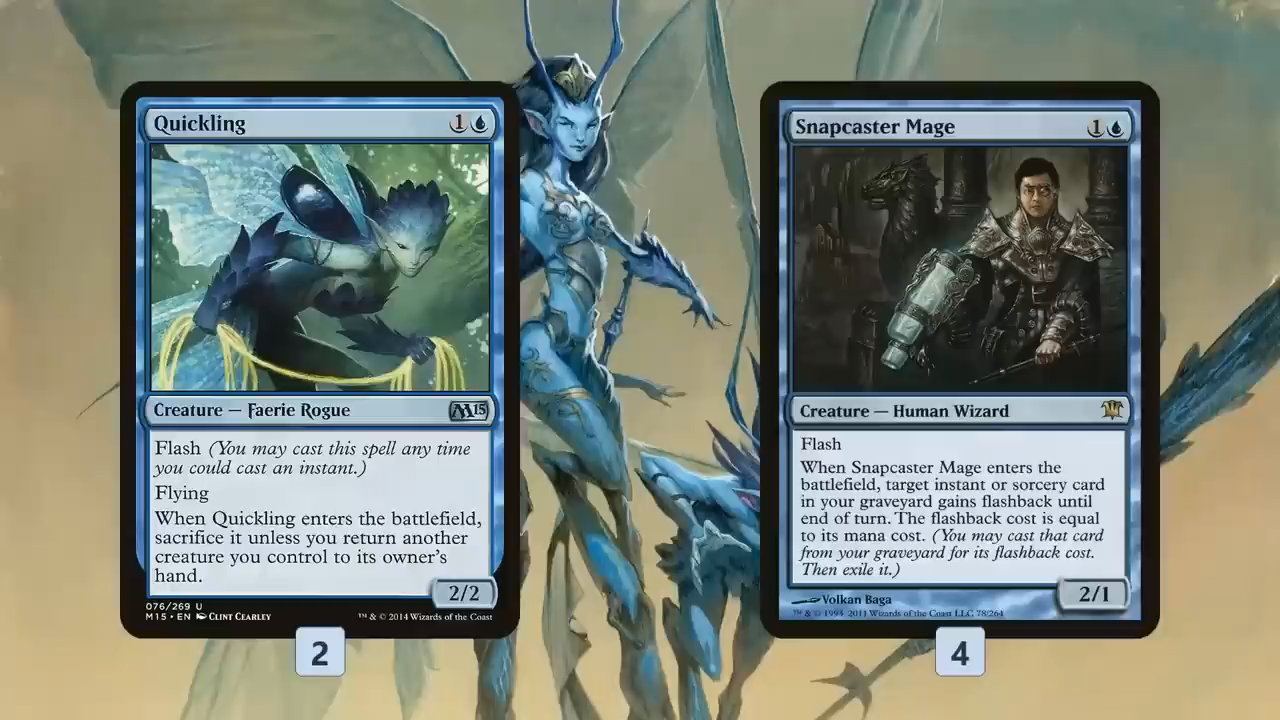 Quickling
1
Creature — Faerie Rogue
M15
Flash (You may cast this spell any time
you could cast an instant.)
Flying
When Quickling enters the battlefield,
sacrifice it unless you return another
creature you control to its owner's
hand.
2/2
076/269 U
M15 • EN CLINT CEARLEY
™ & © 2014 Wizards of the Coast
2
Snapcaster Mage
1
Creature — Human Wizard
Flash
When Snapcaster Mage enters the
battlefield, target instant or sorcery card
in your graveyard gains flashback until
end of turn. The flashback cost is equal
to its mana cost. (You may cast that card
from your graveyard for its flashback cost.
Then exile it.)
2/1
Volkan Baga
™ & © 1993–2011 Wizards of the Coast LLC 78/264
4